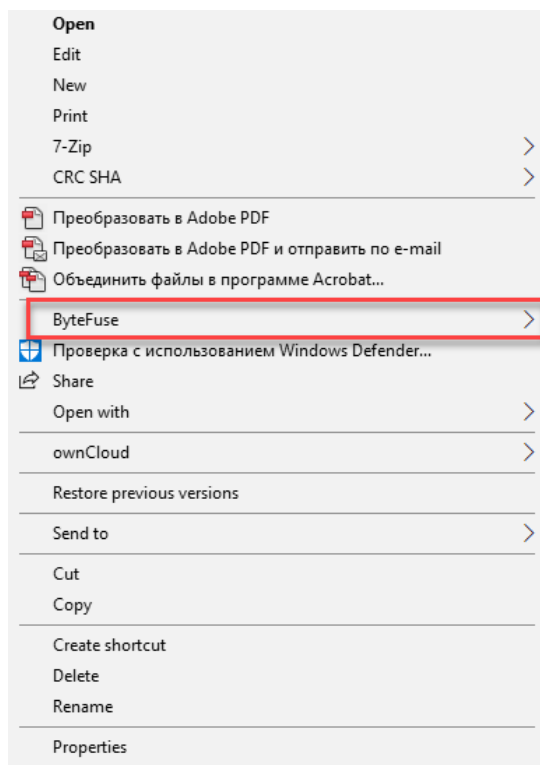 Open
Edit
New
Print
7-Zip
CRC SHA
Преобразовать в Adobe PDF
Преобразовать в Adobe PDF и отправить по e-mail
Объединить файлы в программе Acrobat...
ByteFuse
Проверка с использованием Windows Defender...
Share
Open with
ownCloud
Restore previous versions
Send to
Cut
Copy
Create shortcut
Delete
Rename
Properties